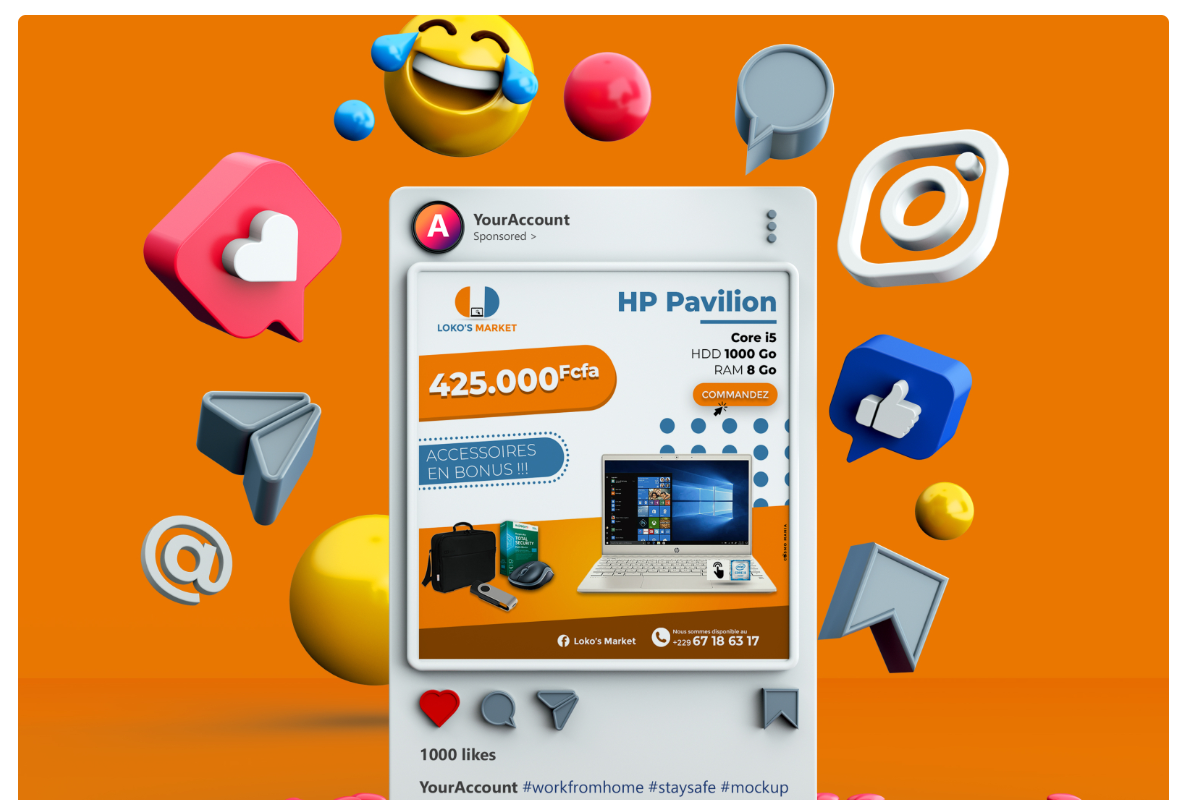 A
YourAccount
Sponsored >
LOKO'S MARKET
HP Pavilion
Core i5
HDD 1000 Go
RAM 8 Go
COMMANDEZ
425.000Fcfa
ACCESSOIRES
EN BONUS !!!
TOTAL
SECURITY
Loko's Market
Nous sommes disponible au
+229 67 18 63 17
1000 likes
YourAccount #workfromhome #staysafe #mockup